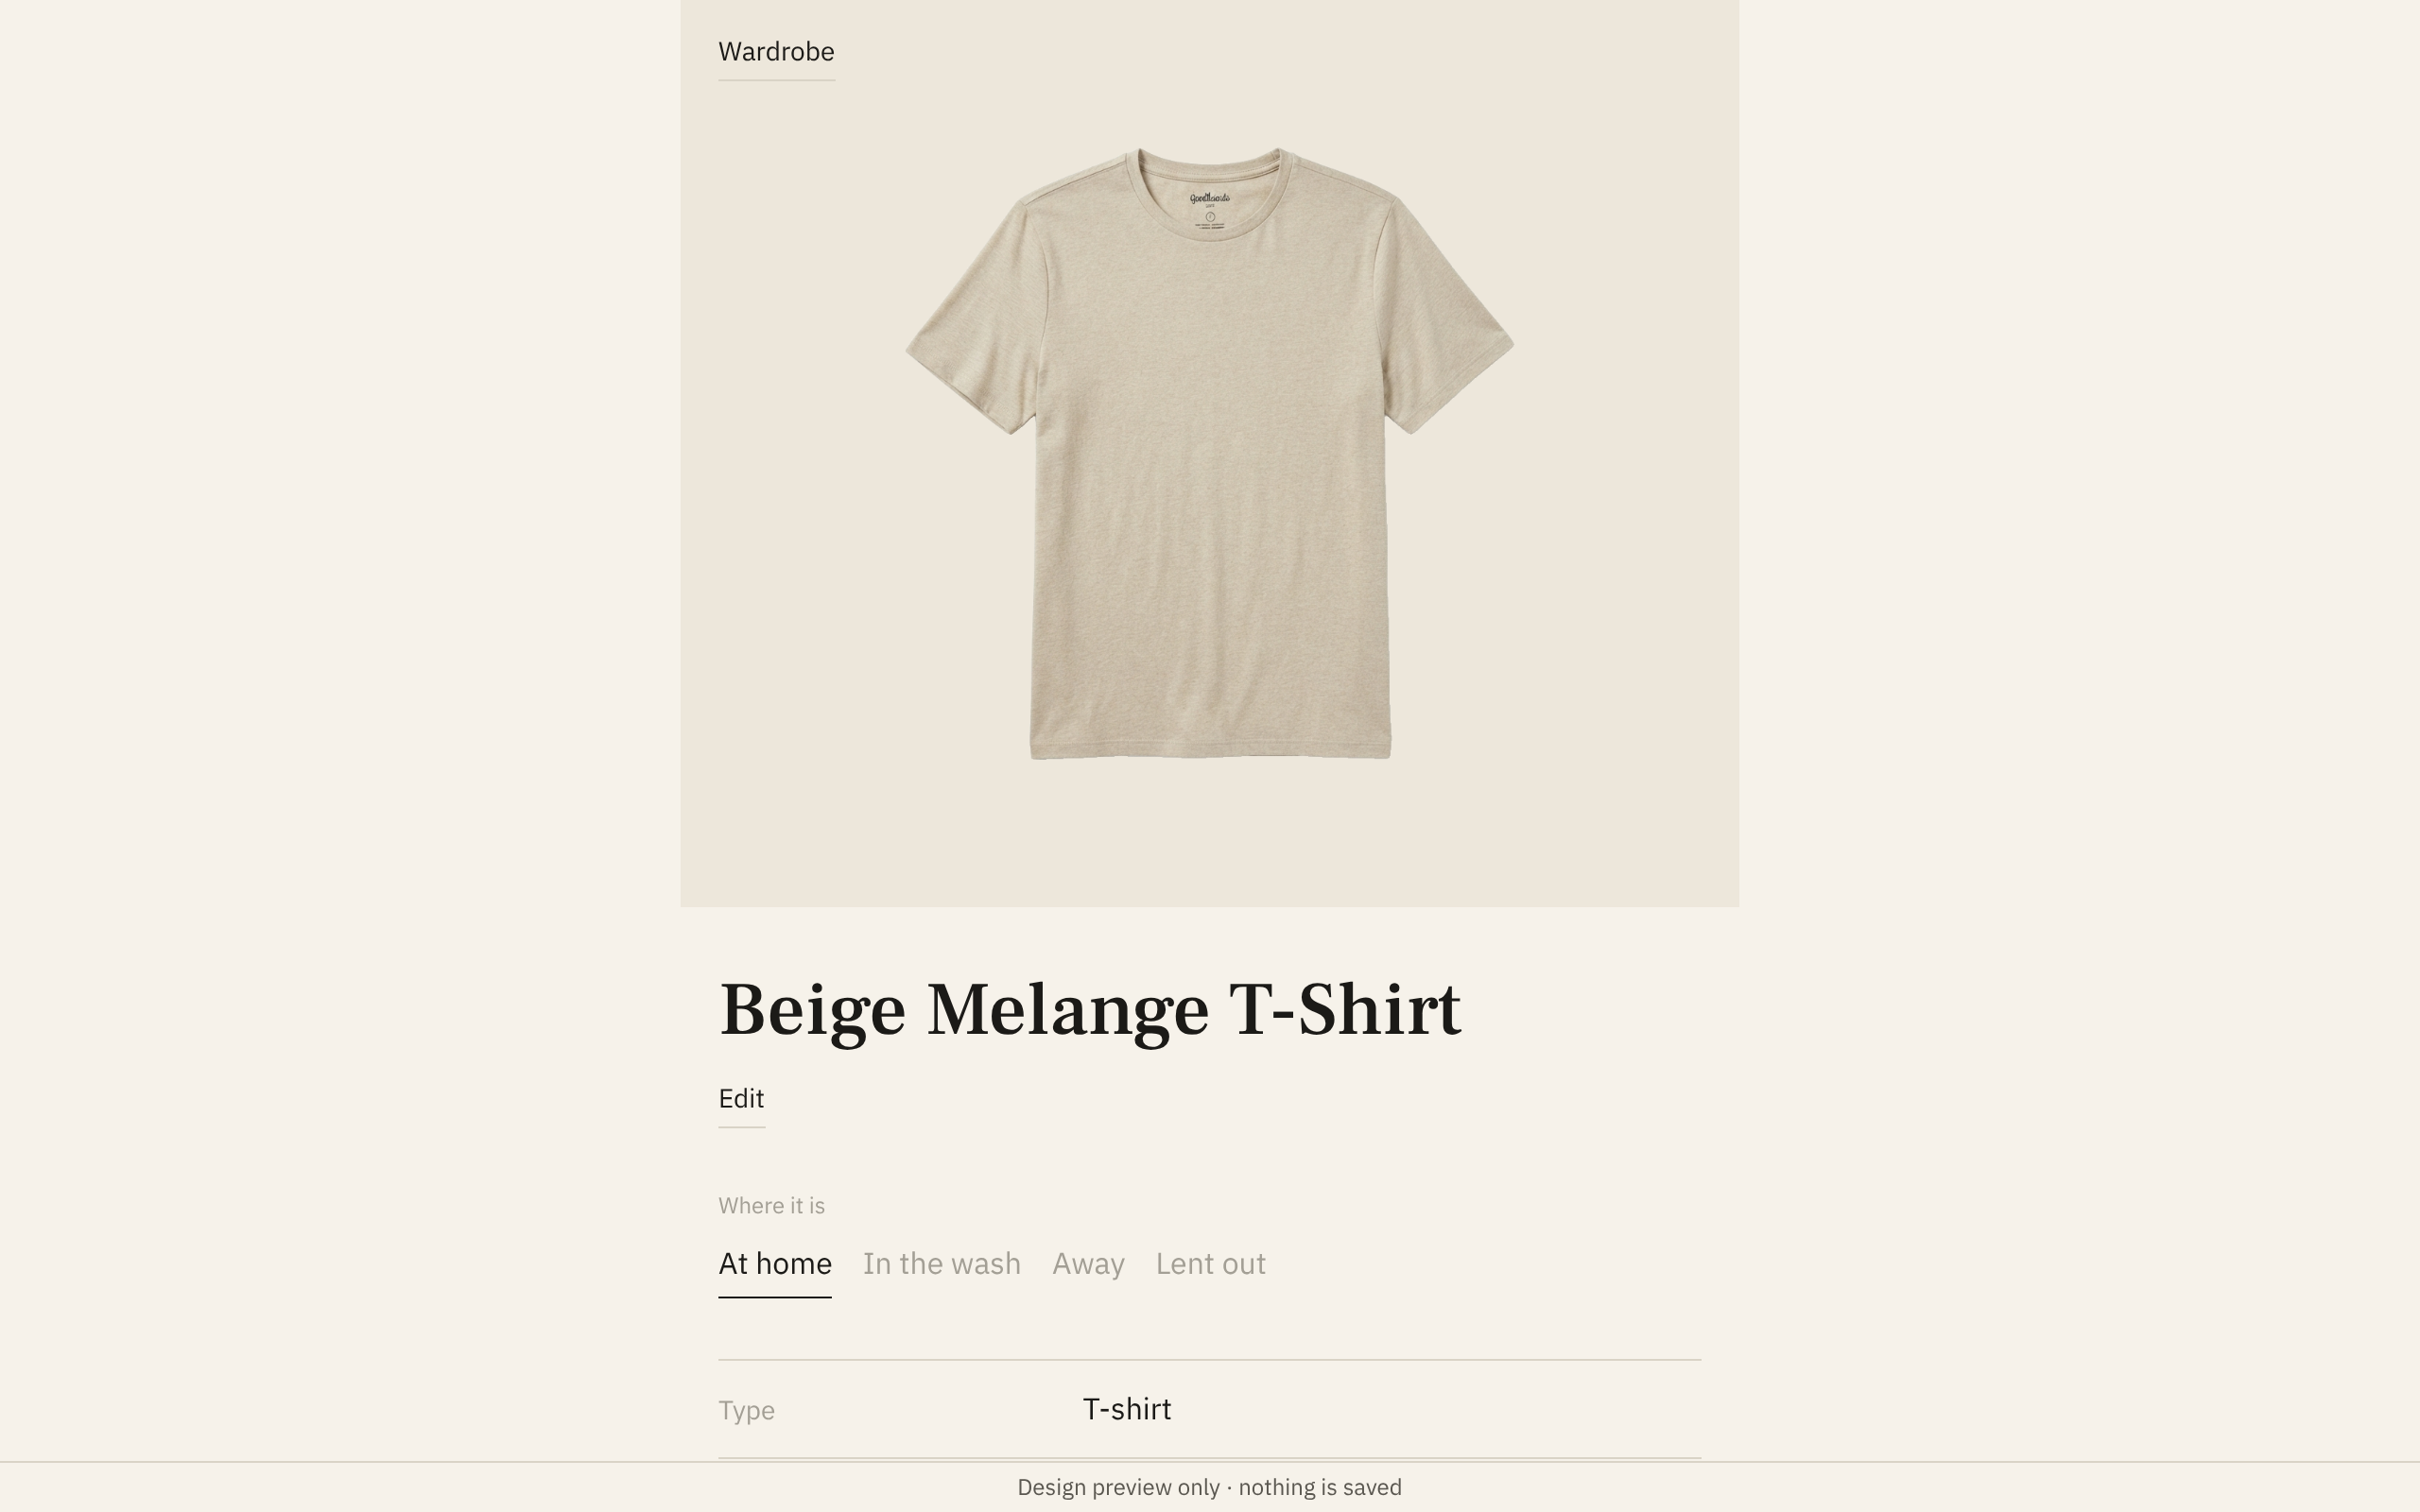 Wardrobe
Beige Melange T-Shirt
Edit
Where it is
At home In the wash Away Lent out
Type T-shirt
Design preview only · nothing is saved